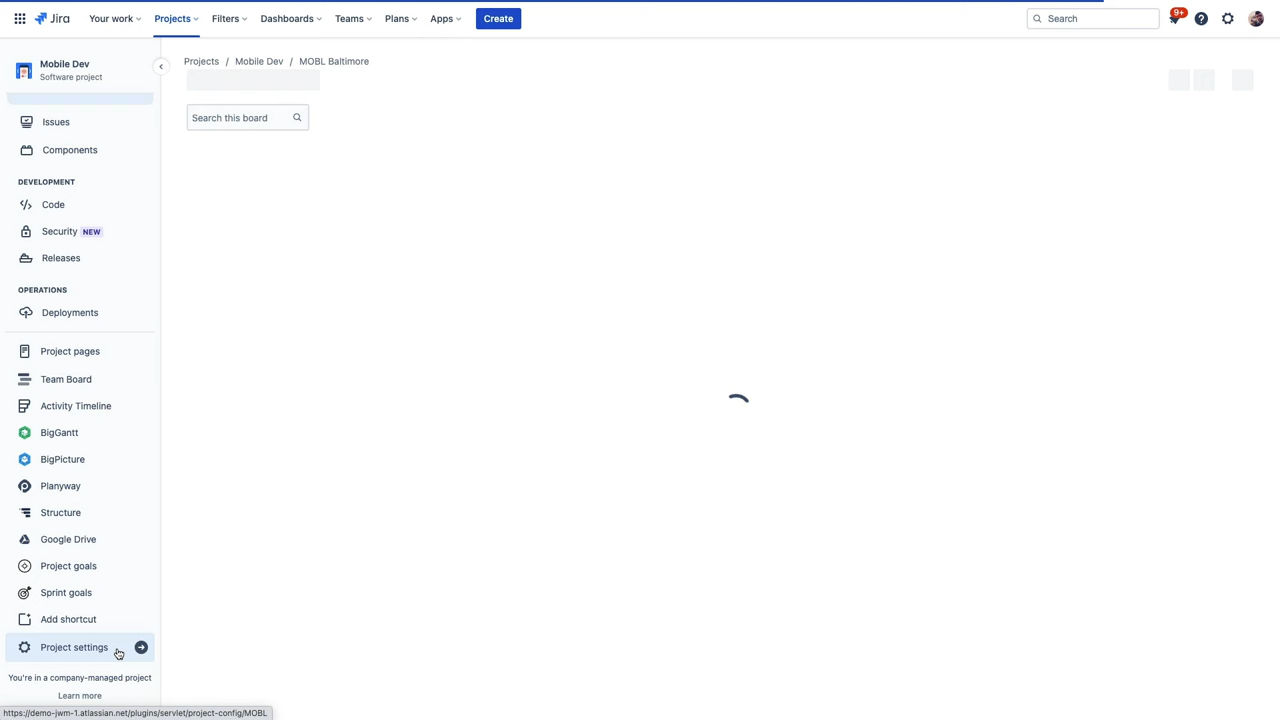 Jira
Your work
Projects
Filters
Dashboards
Teams
Plans
Apps
Create
Search
9+
Mobile Dev
Software project
Projects / Mobile Dev / MOBL Baltimore
Search this board
Issues
Components
DEVELOPMENT
Code
Security NEW
Releases
OPERATIONS
Deployments
Project pages
Team Board
Activity Timeline
BigGantt
BigPicture
Planyway
Structure
Google Drive
Project goals
Sprint goals
Add shortcut
Project settings
You're in a company-managed project
Learn more
https://demo-jwm-1.atlassian.net/plugins/servlet/project-config/MOBL